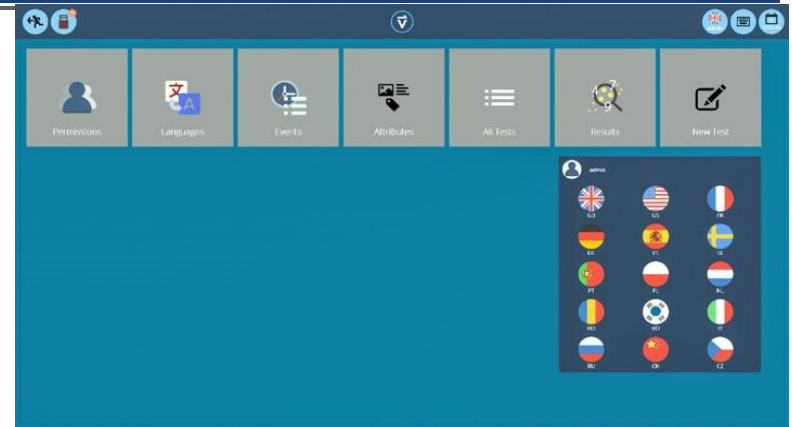 Permissions
Languages
Events
Attributes
All Tests
Results
New Test
admin
GB
US
FR
DE
ES
SE
PT
PL
NL
RO
KO
IT
RU
CN
CZ